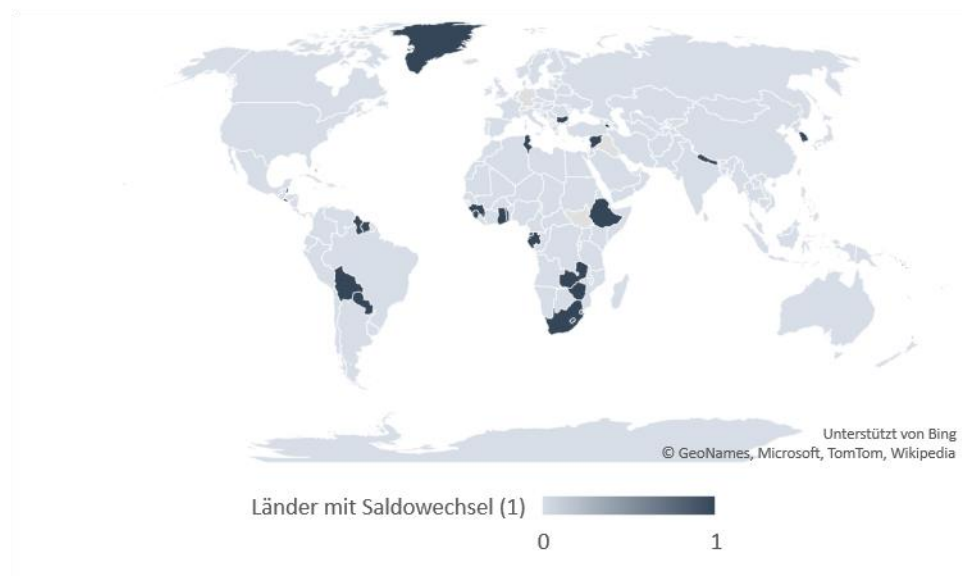 Unterstützt von Bing
© GeoNames, Microsoft, TomTom, Wikipedia
Länder mit Saldowechsel (1)
0 1